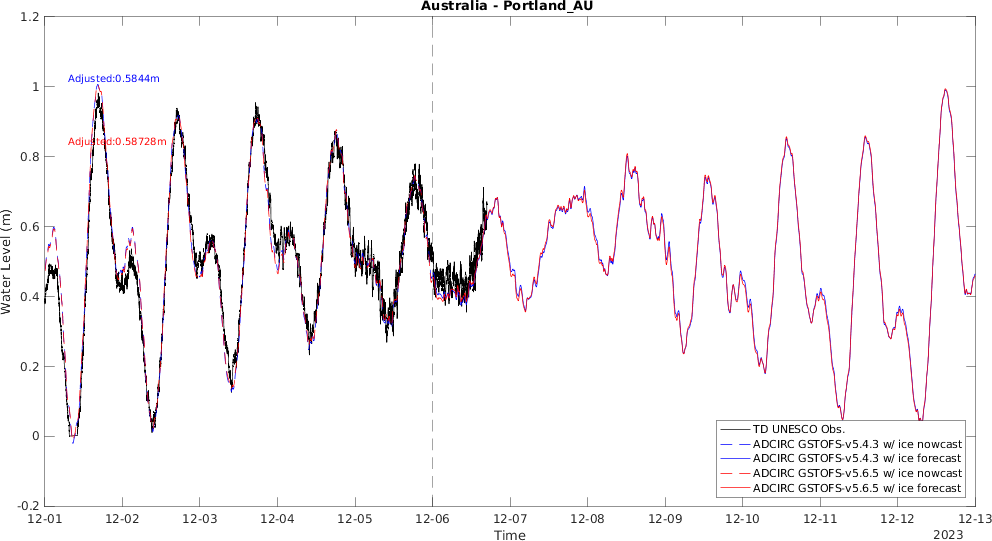 Australia - Portland_AU
1.2
1
0.8
0.6
0.4
0.2
0
-0.2
Water Level (m)
Adjusted:0.5844m
Adjusted:0.58728m
TD UNESCO Obs.
ADCIRC GSTOFS-v5.4.3 w/ ice nowcast
ADCIRC GSTOFS-v5.4.3 w/ ice forecast
ADCIRC GSTOFS-v5.6.5 w/ ice nowcast
ADCIRC GSTOFS-v5.6.5 w/ ice forecast
12-01 12-02 12-03 12-04 12-05 12-06 12-07 12-08 12-09 12-10 12-11 12-12 12-13
Time
2023